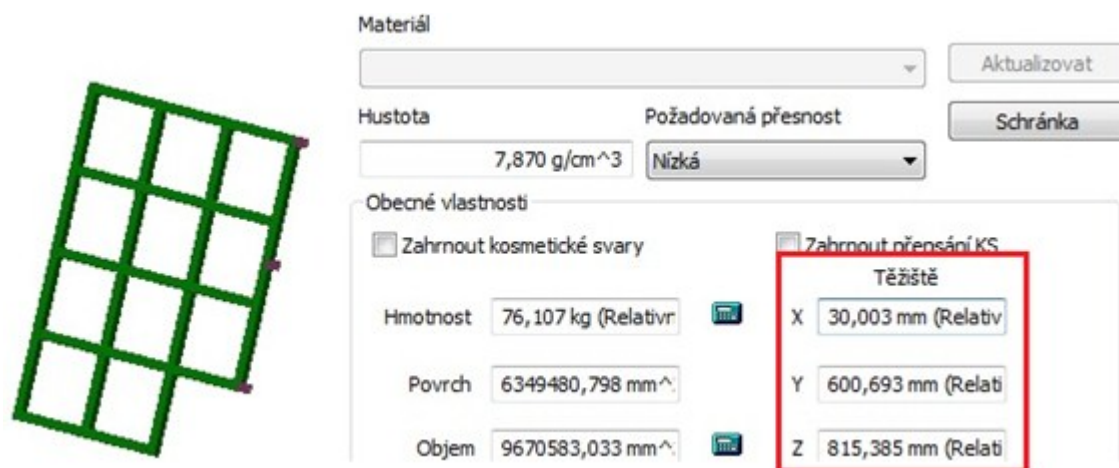 Materiál
Aktualizovat
Hustota Požadovaná přesnost
Schránka
7,870 g/cm^3 Nízká
Obecné vlastnosti
Zahrnout kosmetické svary Zahrnout přepsání KS
Těžiště
Hmotnost 76,107 kg (Relativr X 30,003 mm (Relativ
Povrch 6349480,798 mm^ Y 600,693 mm (Relati
Objem 9670583,033 mm^ Z 815,385 mm (Relati